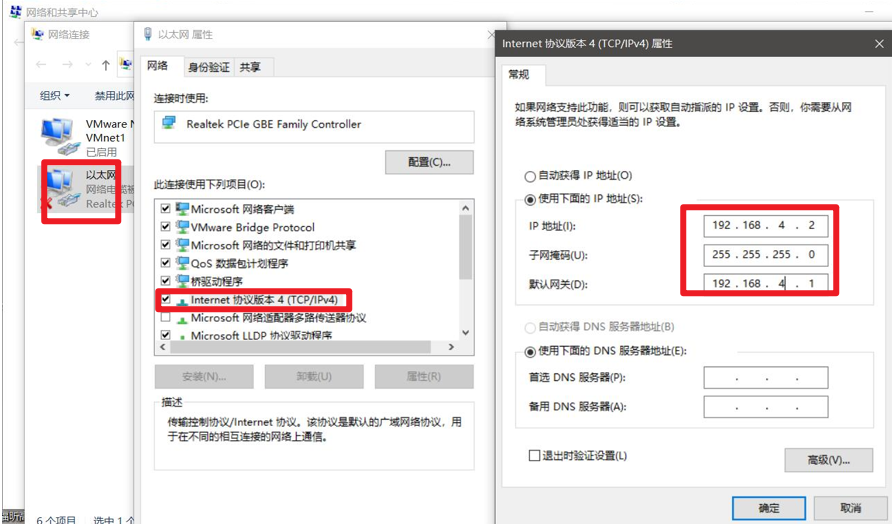 网络和共享中心
网络连接
组织
禁用此网
VMware N
VMnet1
已启用
以太网
网络电缆被
Realtek PC
6 个项目
选中 1 个
以太网 属性
网络
身份验证
共享
连接时使用:
Realtek PCIe GBE Family Controller
配置(C)...
此连接使用下列项目(O):
Microsoft 网络客户端
VMware Bridge Protocol
Microsoft 网络的文件和打印机共享
QoS 数据包计划程序
桥驱动程序
Internet 协议版本 4 (TCP/IPv4)
Microsoft 网络适配器多路传送器协议
Microsoft LLDP 协议驱动程序
安装(N)...
卸载(U)
属性(R)
描述
传输控制协议/Internet 协议。该协议是默认的广域网络协议，用
于在不同的相互连接的网络上通信。
Internet 协议版本 4 (TCP/IPv4) 属性
常规
如果网络支持此功能，则可以获取自动指派的 IP 设置。否则，你需要从网
络系统管理员处获得适当的 IP 设置。
自动获得 IP 地址(O)
使用下面的 IP 地址(S):
IP 地址(I):
192 . 168 . 4 . 2
子网掩码(U):
255 . 255 . 255 . 0
默认网关(D):
192 . 168 . 4 . 1
自动获得 DNS 服务器地址(B)
使用下面的 DNS 服务器地址(E):
首选 DNS 服务器(P):
. . .
备用 DNS 服务器(A):
. . .
退出时验证设置(L)
高级(V)...
确定
取消